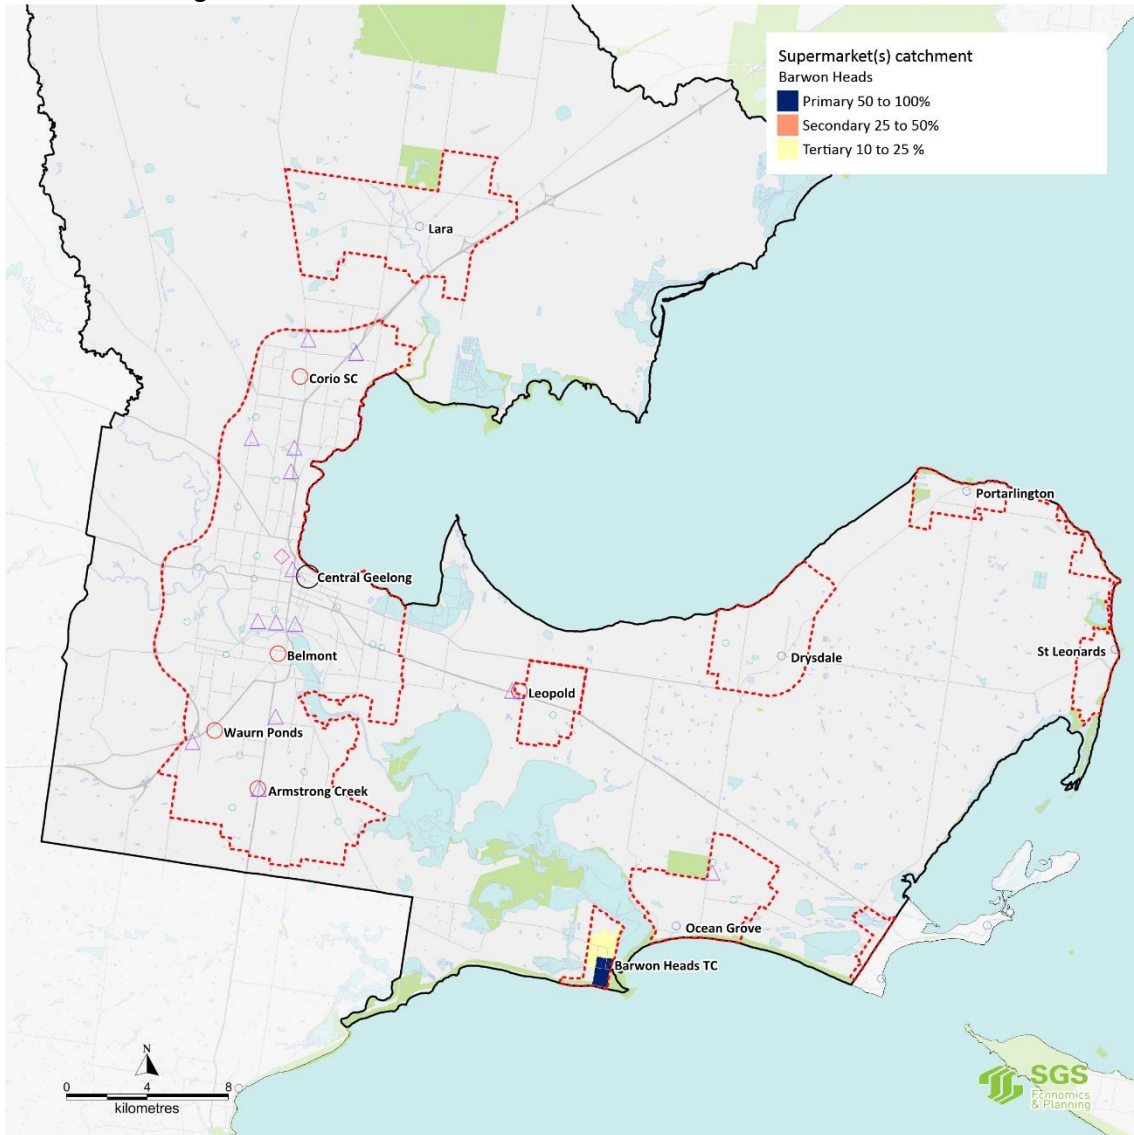 Supermarket(s) catchment
Barwon Heads
Primary 50 to 100%
Secondary 25 to 50%
Tertiary 10 to 25 %
Lara
Corio SC
Portarlington
Central Geelong
Belmont
Drysdale
St Leonards
Leopold
Waurn Ponds
Armstrong Creek
Ocean Grove
Barwon Heads TC
N
0 4 8
kilometres
SGS
Economics
& Planning